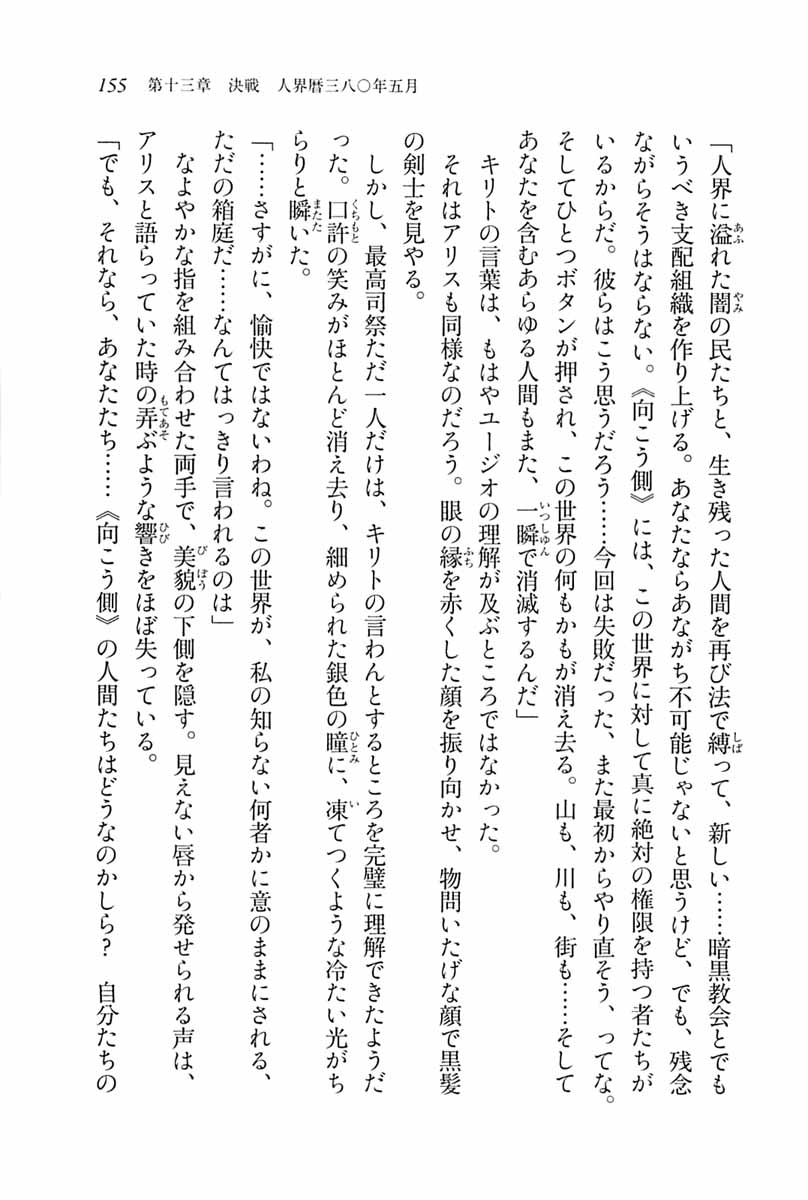 155　第十三章　決戦　人界暦三八〇年五月
「人界に溢れた闇の民たちと、生き残った人間を再び法で縛って、新しい……暗黒教会とでも
いうべき支配組織を作り上げる。あなたならあながち不可能じゃないと思うけど、でも、残念
ながらそうはならない。《向こう側》には、この世界に対して真に絶対の権限を持つ者たちが
いるからだ。彼らはこう思うだろう……今回は失敗だった、また最初からやり直そう、ってな。
そしてひとつボタンが押され、この世界の何もかもが消え去る。山も、川も、街も……そして
あなたを含むあらゆる人間もまた、一瞬で消滅するんだ」
キリトの言葉は、もはやユージオの理解が及ぶところではなかった。
それはアリスも同様なのだろう。眼の縁を赤くした顔を振り向かせ、物問いたげな顔で黒髪
の剣士を見やる。
しかし、最高司祭ただ一人だけは、キリトの言わんとするところを完璧に理解できたようだ
った。口許の笑みがほとんど消え去り、細められた銀色の瞳に、凍てつくような冷たい光がち
らりと瞬いた。
「……さすがに、愉快ではないわね。この世界が、私の知らない何者かに意のままにされる、
ただの箱庭だ……なんてはっきり言われるのは」
なよやかな指を組み合わせた両手で、美貌の下側を隠す。見えない唇から発せられる声は、
アリスと語らっていた時の弄ぶような響きをほぼ失っている。
「でも、それなら、あなたたち……《向こう側》の人間たちはどうなのかしら？　自分たちの